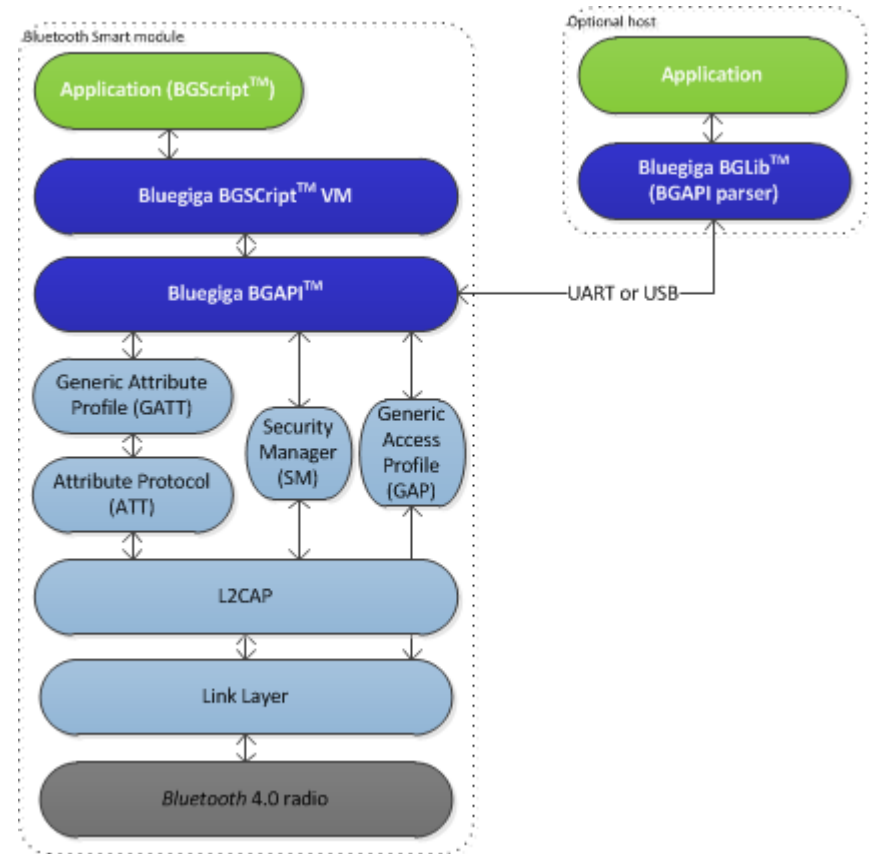 Bluetooth Smart module
Application (BGScript™)
Bluegiga BGSCript™ VM
Bluegiga BGAPI™
Generic Attribute
Profile (GATT)
Attribute Protocol
(ATT)
Security
Manager
(SM)
Generic
Access
Profile
(GAP)
L2CAP
Link Layer
Bluetooth 4.0 radio
UART or USB
Optional host
Application
Bluegiga BGLib™
(BGAPI parser)